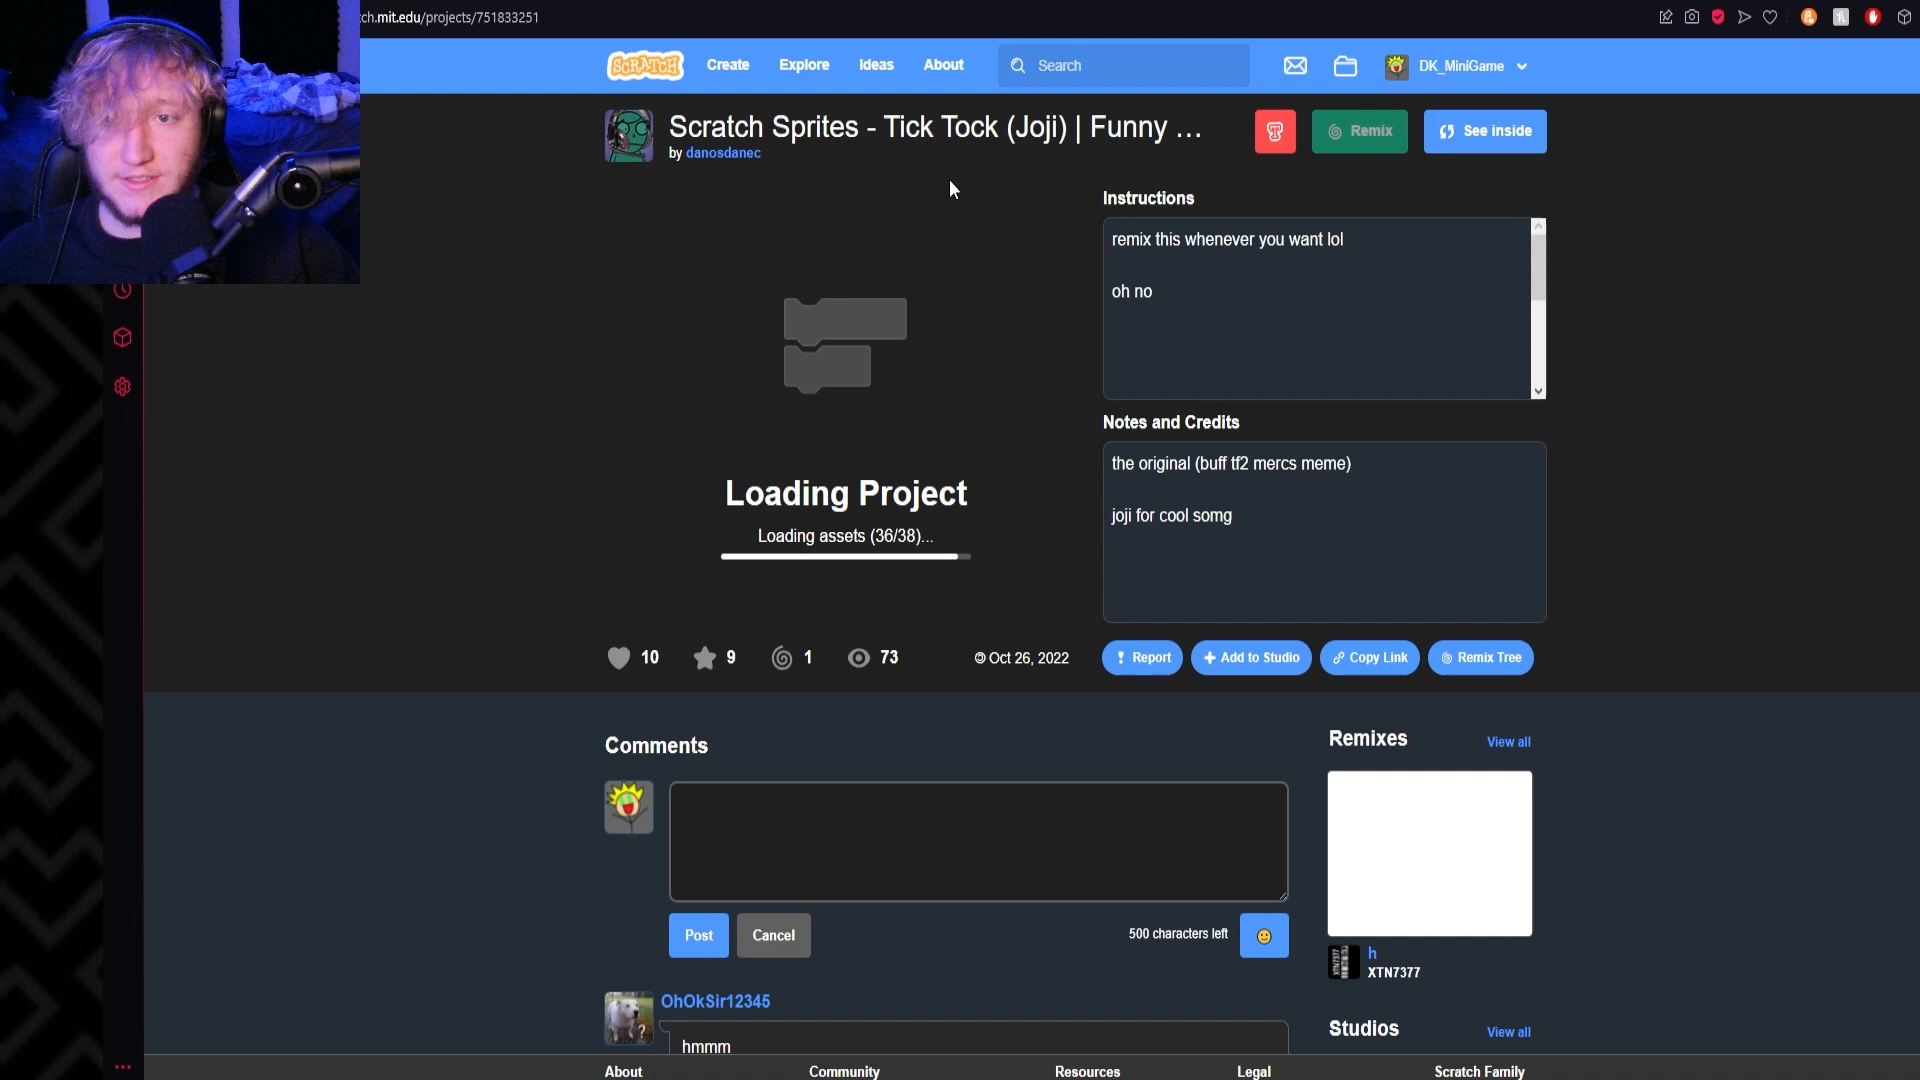 ch.mit.edu/projects/751833251
SCRATCH
Create
Explore
Ideas
About
Search
DK_MiniGame
Scratch Sprites - Tick Tock (Joji) | Funny ...
by danosdanec
Remix
See inside
Instructions
remix this whenever you want lol
oh no
Notes and Credits
the original (buff tf2 mercs meme)
joji for cool somg
Loading Project
Loading assets (36/38)...
10
9
1
73
© Oct 26, 2022
Report
Add to Studio
Copy Link
Remix Tree
Comments
Post
Cancel
500 characters left
OhOkSir12345
hmmm
Remixes
View all
h
XTN7377
Studios
View all
About
Community
Resources
Legal
Scratch Family